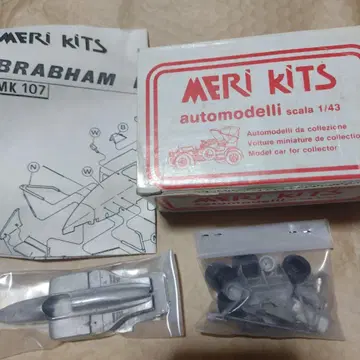 MERI KITS
BRABHAM
MK 107
W
B
N
W
MERI KITS
automodelli scala 1/43
Automodelli da collezione
Voiture miniature de collection
Model car for collector